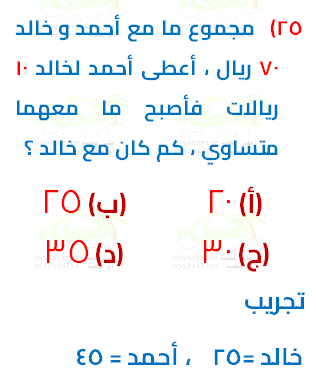 ٢٥) مجموع ما مع أحمد و خالد
٧٠ ريال ، أعطى أحمد لخالد ١٠
ريالات فأصبح ما معهما
متساوي ، كم كان مع خالد ؟
(أ) ٢٠ (ب) ٢٥
(ج) ٣٠ (د) ٣٥
تجريب
خالد =٢٥ ، أحمد = ٤٥